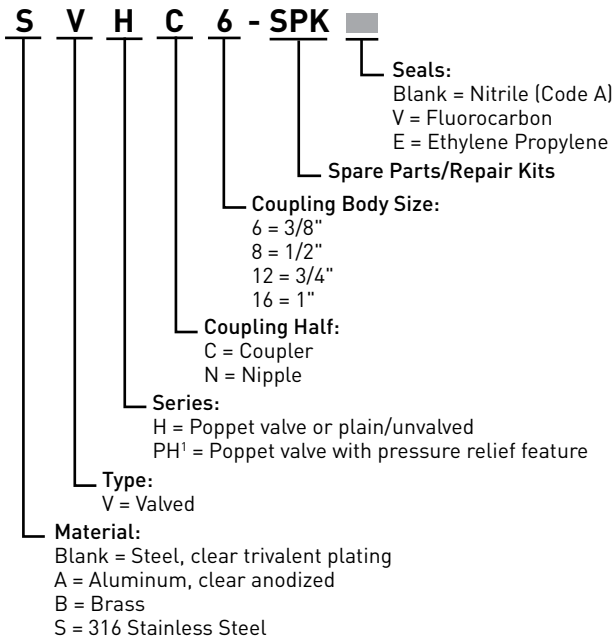 S V H C 6 - SPK
Seals:
Blank = Nitrile (Code A)
V = Fluorocarbon
E = Ethylene Propylene
Spare Parts/Repair Kits
Coupling Body Size:
6 = 3/8"
8 = 1/2"
12 = 3/4"
16 = 1"
Coupling Half:
C = Coupler
N = Nipple
Series:
H = Poppet valve or plain/unvalved
PH¹ = Poppet valve with pressure relief feature
Type:
V = Valved
Material:
Blank = Steel, clear trivalent plating
A = Aluminum, clear anodized
B = Brass
S = 316 Stainless Steel